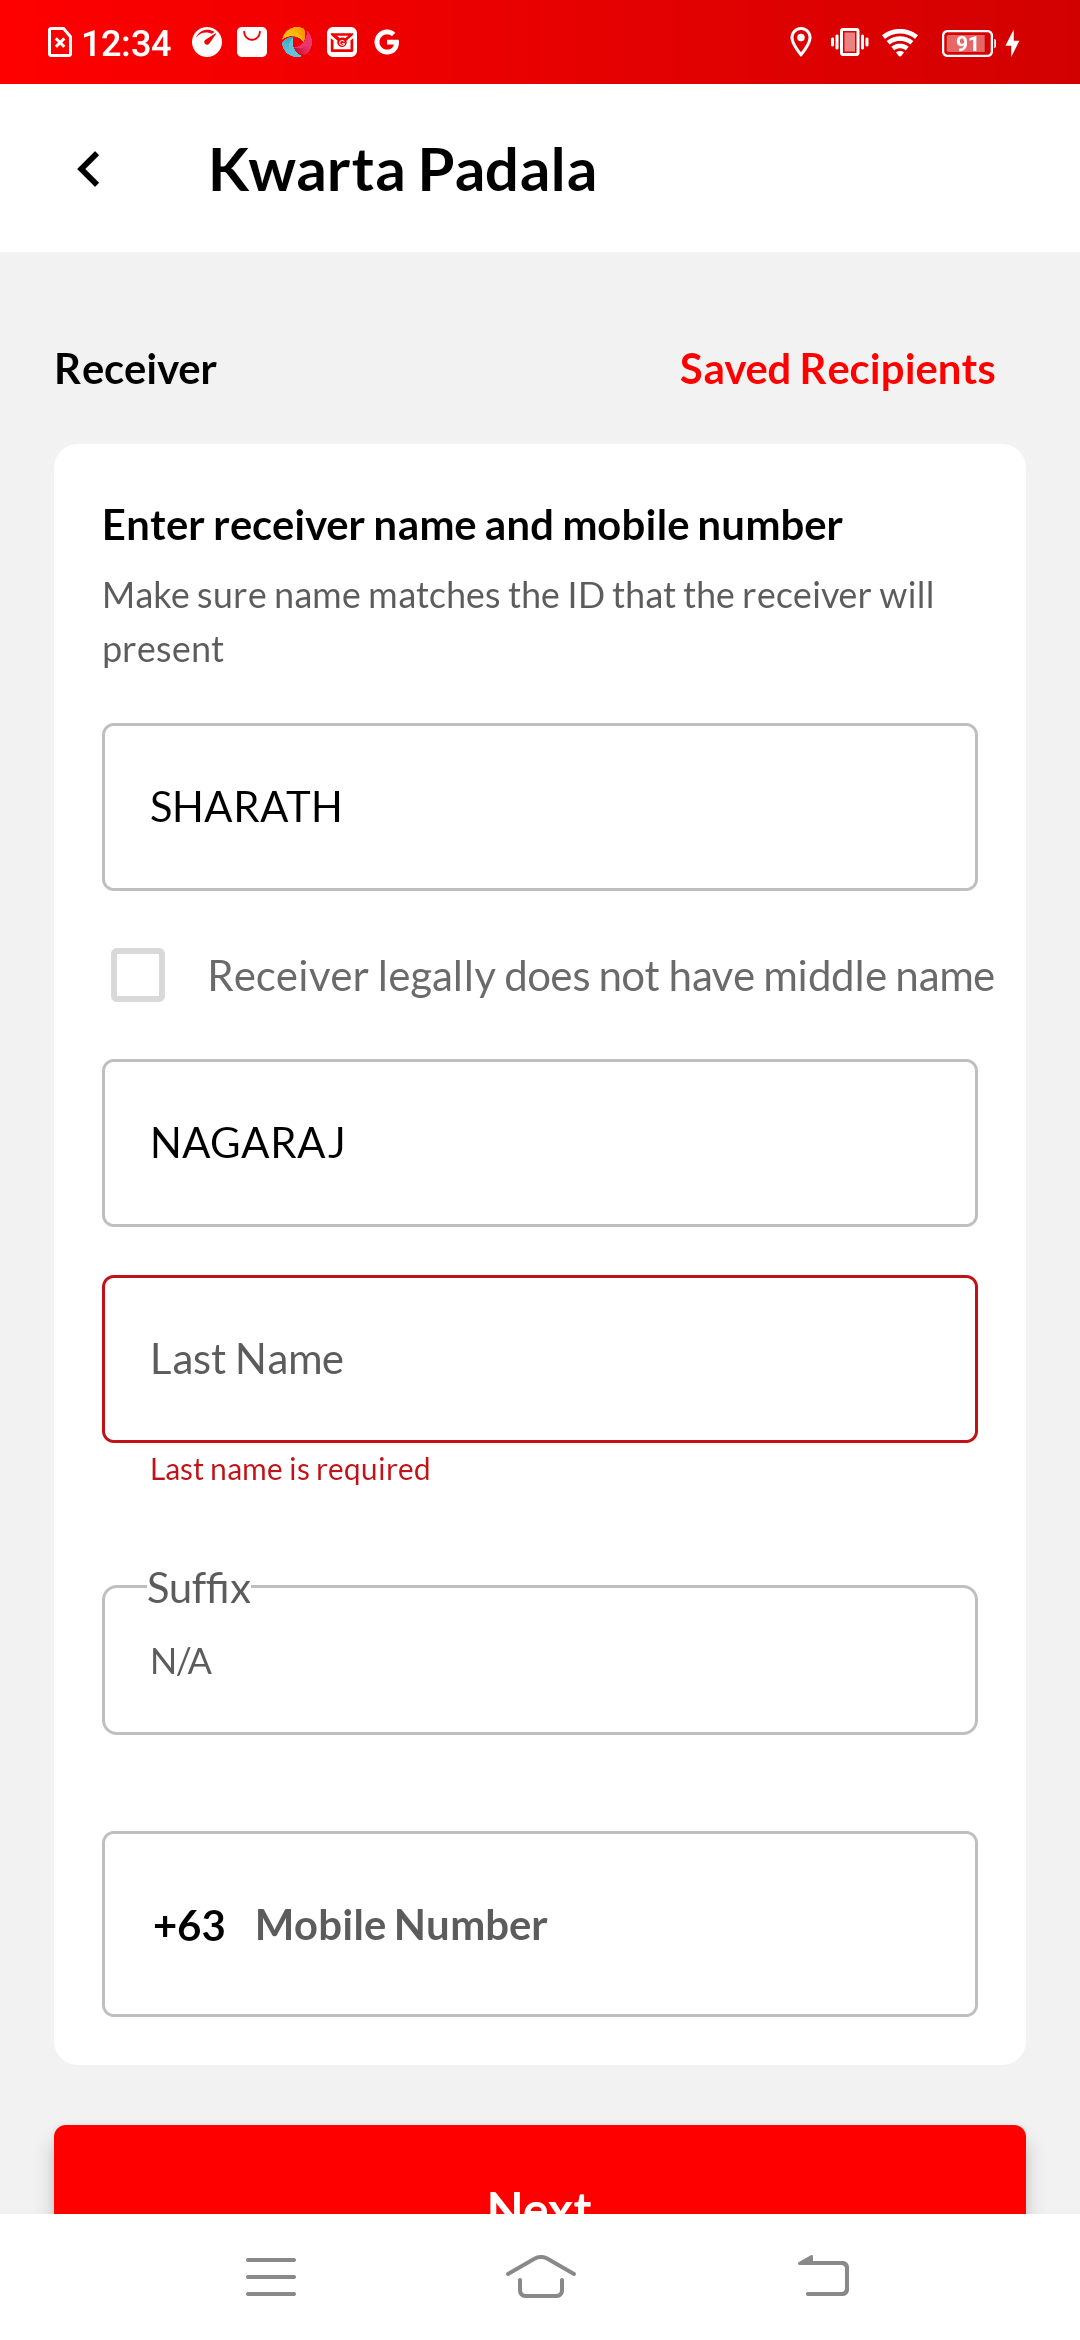 12:34
91
Kwarta Padala
Receiver
Saved Recipients
Enter receiver name and mobile number
Make sure name matches the ID that the receiver will
present
SHARATH
Receiver legally does not have middle name
NAGARAJ
Last Name
Last name is required
Suffix
N/A
+63 Mobile Number
Next